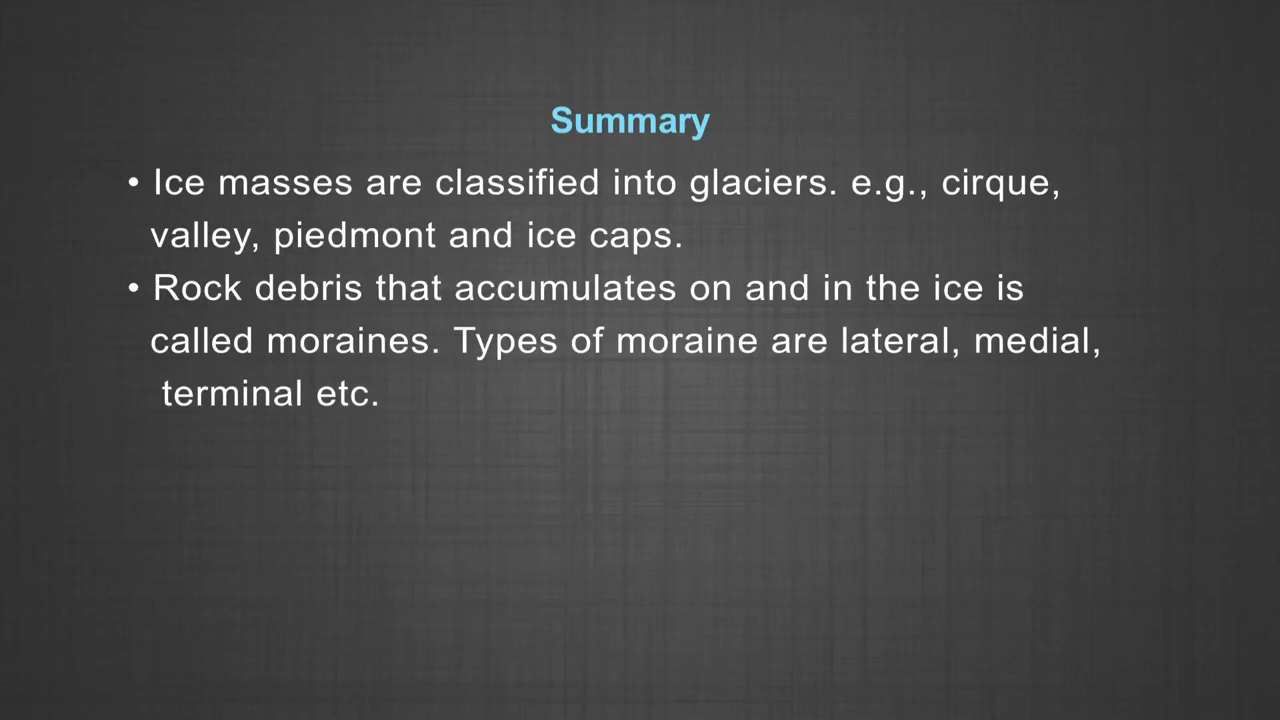 Summary
• Ice masses are classified into glaciers. e.g., cirque,
valley, piedmont and ice caps.
• Rock debris that accumulates on and in the ice is
called moraines. Types of moraine are lateral, medial,
terminal etc.